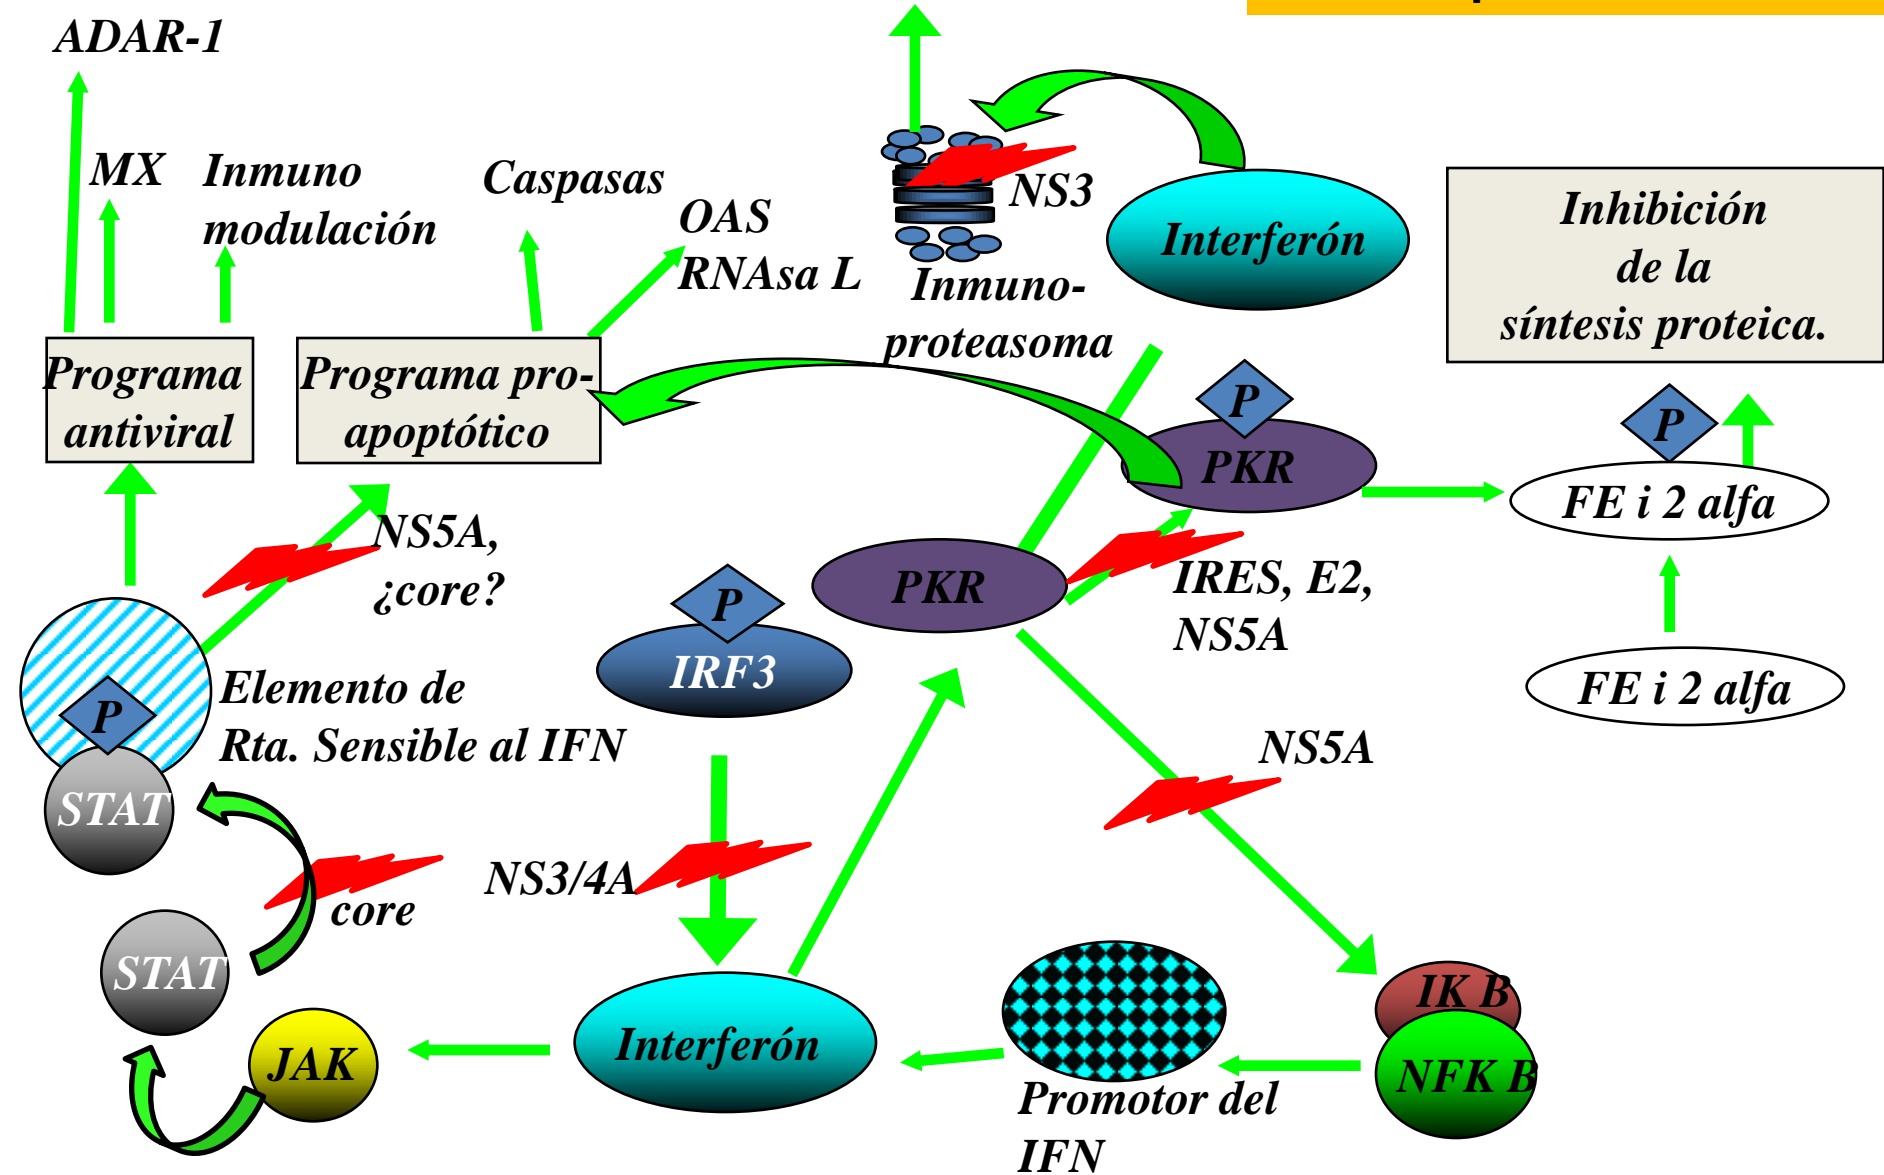 ADAR-1
MX
Inmuno
modulación
Caspasas
OAS
RNAsa L
NS3
Inmuno-
proteasoma
Interferón
Inhibición
de la
síntesis proteica.
Programa
antiviral
Programa pro-
apoptótico
P
PKR
P
FE i 2 alfa
NS5A,
¿core?
PKR
IRES, E2,
NS5A
P
IRF3
FE i 2 alfa
Elemento de
Rta. Sensible al IFN
P
STAT
NS5A
NS3/4A
core
STAT
JAK
Interferón
Promotor del
IFN
IK B
NFK B